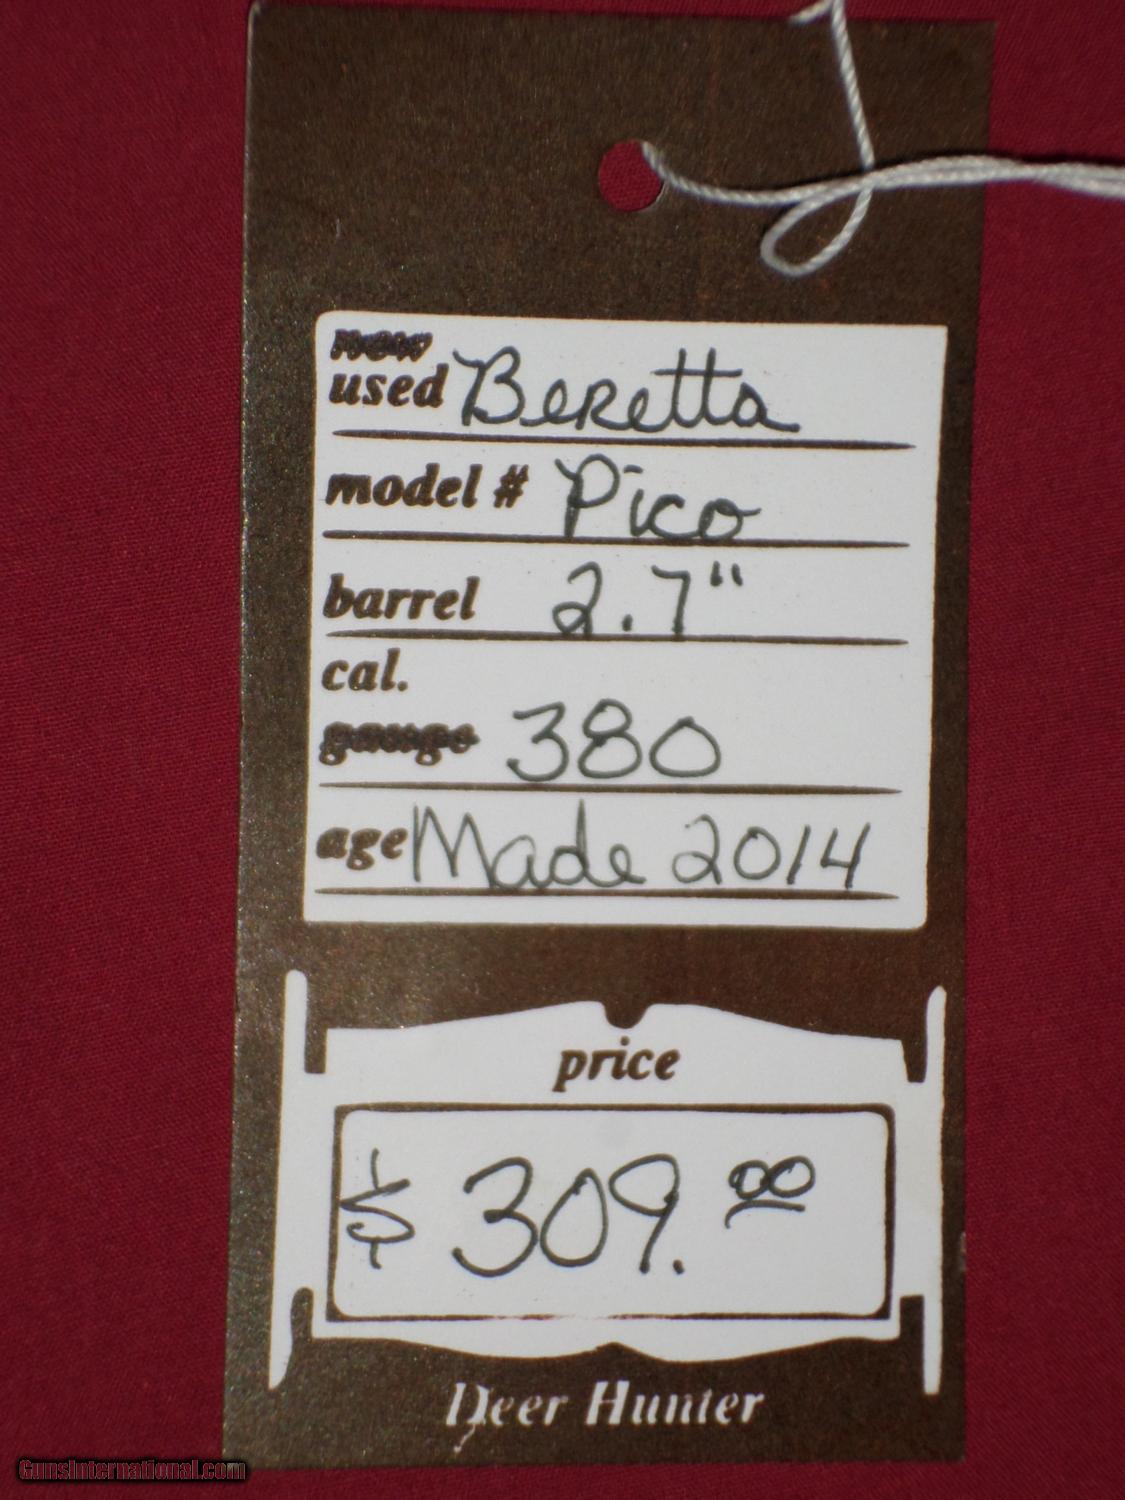 new
used Beretta
model # Pico
barrel 2.7"
cal.
gauge 380
age Made 2014
price
$ 309.00
Deer Hunter
GunsInternational.com